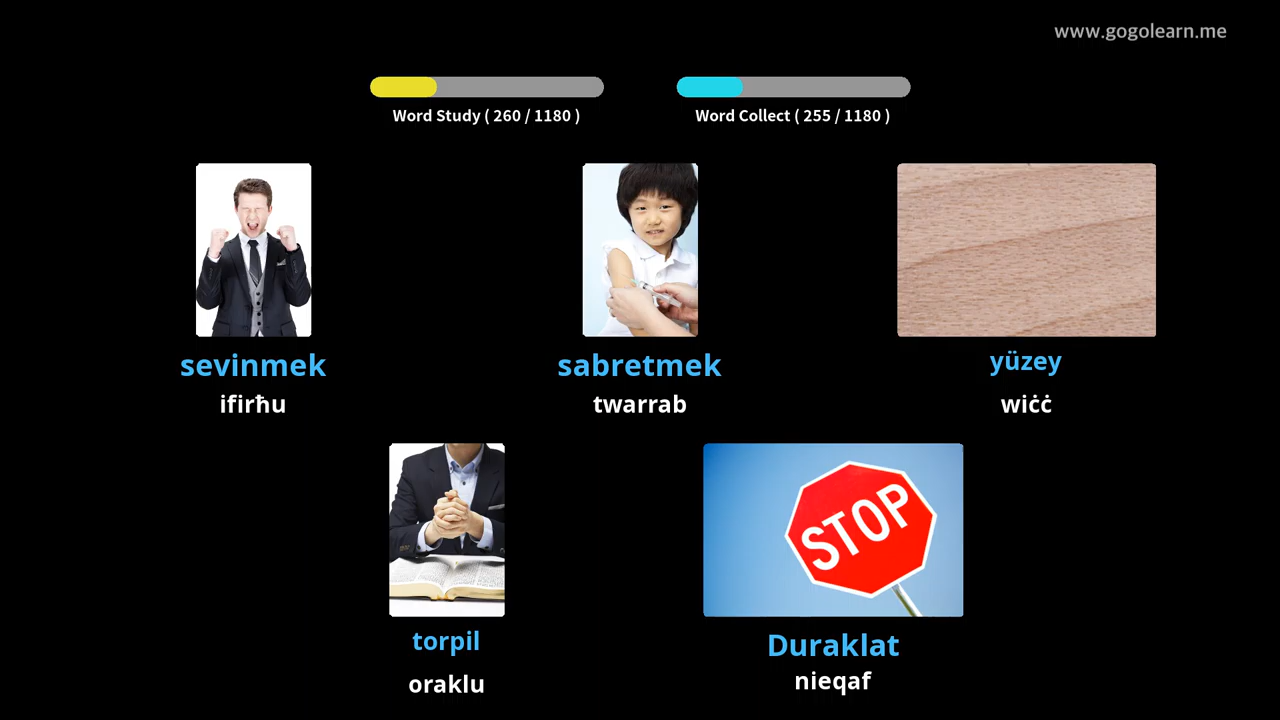 www.gogolearn.me
Word Study ( 260 / 1180 )
Word Collect ( 255 / 1180 )
sevinmek
ifirħu
sabretmek
twarrab
yüzey
wiċċ
torpil
oraklu
STOP
Duraklat
nieqaf